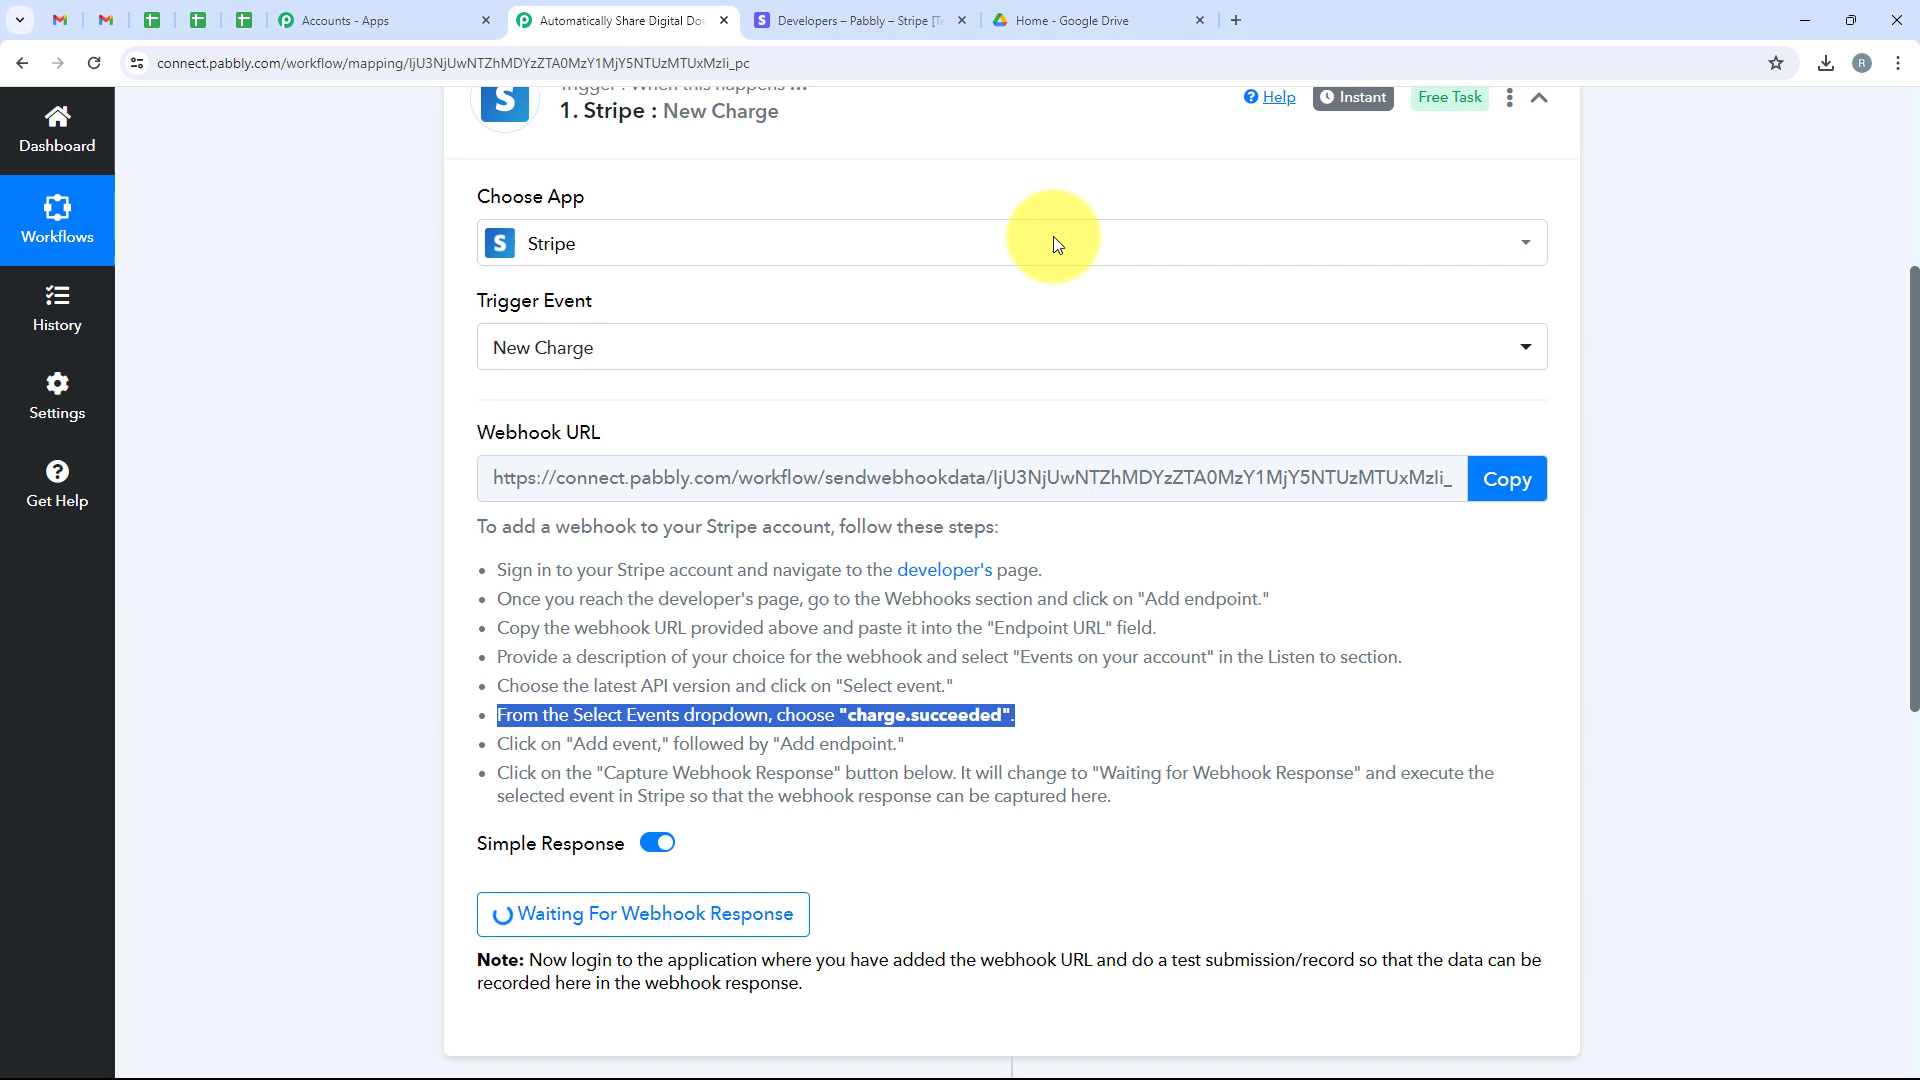 Accounts - Apps
Automatically Share Digital Do
Developers – Pabbly – Stripe [Te
Home - Google Drive
connect.pabbly.com/workflow/mapping/IjU3NjUwNTZhMDYzZTA0MzY1MjY5NTUzMTUxMzIi_pc
R
Dashboard
Workflows
History
Settings
Get Help
Trigger : When this happens ...
1. Stripe : New Charge
Help
Instant
Free Task
Choose App
S Stripe
Trigger Event
New Charge
Webhook URL
https://connect.pabbly.com/workflow/sendwebhookdata/IjU3NjUwNTZhMDYzZTA0MzY1MjY5NTUzMTUxMzIi_
Copy
To add a webhook to your Stripe account, follow these steps:
• Sign in to your Stripe account and navigate to the developer's page.
• Once you reach the developer's page, go to the Webhooks section and click on "Add endpoint."
• Copy the webhook URL provided above and paste it into the "Endpoint URL" field.
• Provide a description of your choice for the webhook and select "Events on your account" in the Listen to section.
• Choose the latest API version and click on "Select event."
• From the Select Events dropdown, choose "charge.succeeded".
• Click on "Add event," followed by "Add endpoint."
• Click on the "Capture Webhook Response" button below. It will change to "Waiting for Webhook Response" and execute the
selected event in Stripe so that the webhook response can be captured here.
Simple Response
Waiting For Webhook Response
Note: Now login to the application where you have added the webhook URL and do a test submission/record so that the data can be
recorded here in the webhook response.